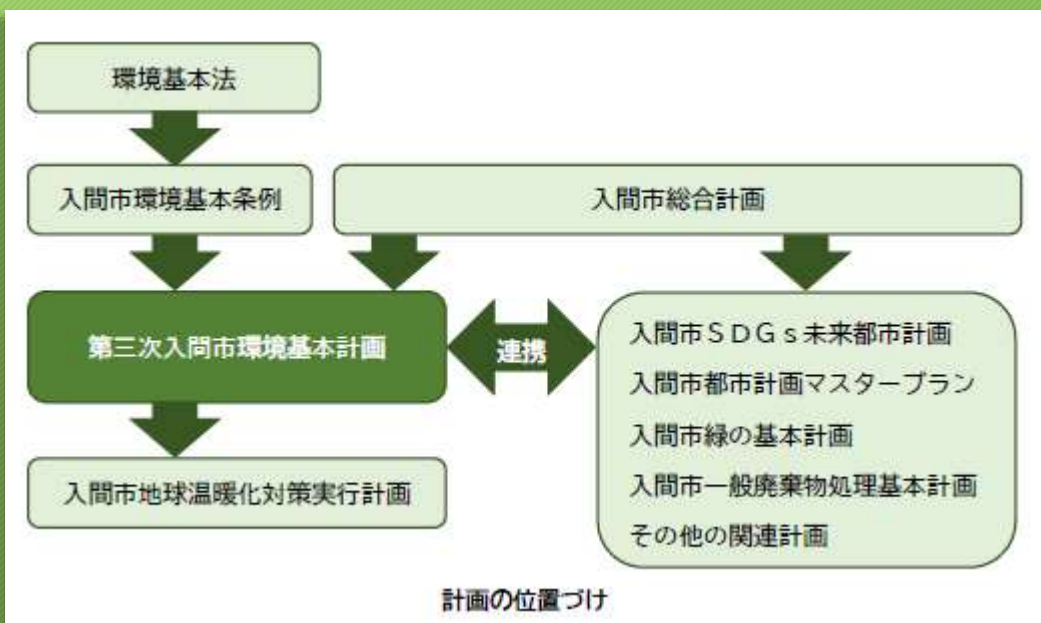 環境基本法
入間市環境基本条例
入間市総合計画
第三次入間市環境基本計画
連携
入間市SDGs未来都市計画
入間市都市計画マスタープラン
入間市緑の基本計画
入間市一般廃棄物処理基本計画
その他の関連計画
入間市地球温暖化対策実行計画
計画の位置づけ